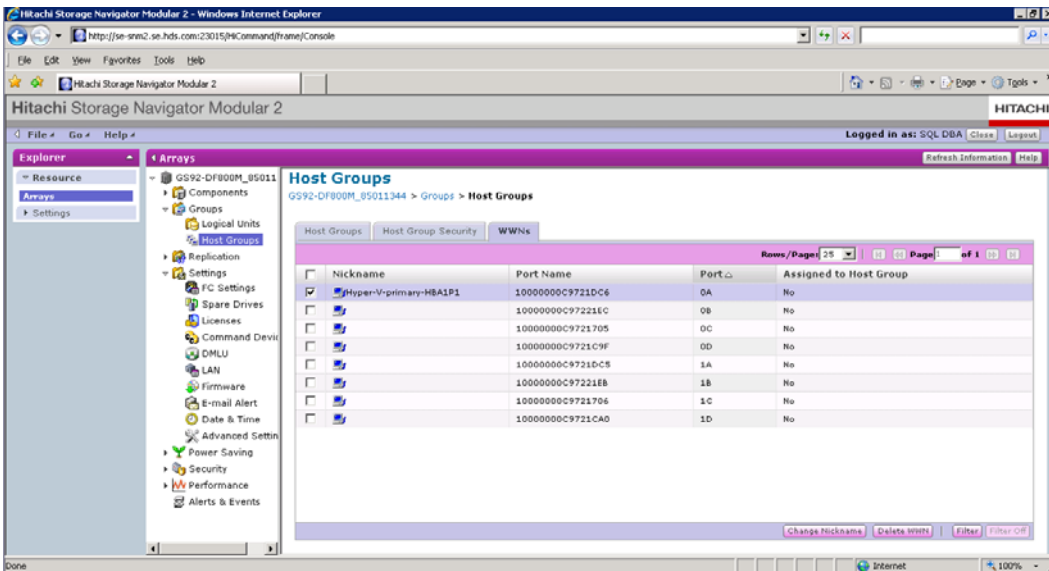 Hitachi Storage Navigator Modular 2 - Windows Internet Explorer
http://se-snm2.se.hds.com:23015/HiCommand/frame/Console
File Edit View Favorites Tools Help
Hitachi Storage Navigator Modular 2
Page Tools
Hitachi Storage Navigator Modular 2
HITACHI
File Go Help
Logged in as: SQL DBA Close Logout
Explorer
Arrays
Refresh Information Help
Resource
Arrays
Settings
GS92-DF800M_85011
Components
Groups
Logical Units
Host Groups
Replication
Settings
FC Settings
Spare Drives
Licenses
Command Devic
DMLU
LAN
Firmware
E-mail Alert
Date & Time
Advanced Settin
Power Saving
Security
Performance
Alerts & Events
Host Groups
GS92-DF800M_85011344 > Groups > Host Groups
Host Groups Host Group Security WWNs
Rows/Page: 25 Page 1 of 1
Nickname Port Name Port Assigned to Host Group
Hyper-V-primary-HBA1P1 10000000C9721DC6 0A No
10000000C97221EC 0B No
10000000C9721705 0C No
10000000C9721C9F 0D No
10000000C9721DC5 1A No
10000000C97221EB 1B No
10000000C9721706 1C No
10000000C9721CA0 1D No
Change Nickname Delete WWN Filter Filter Off
Done
Internet
100%